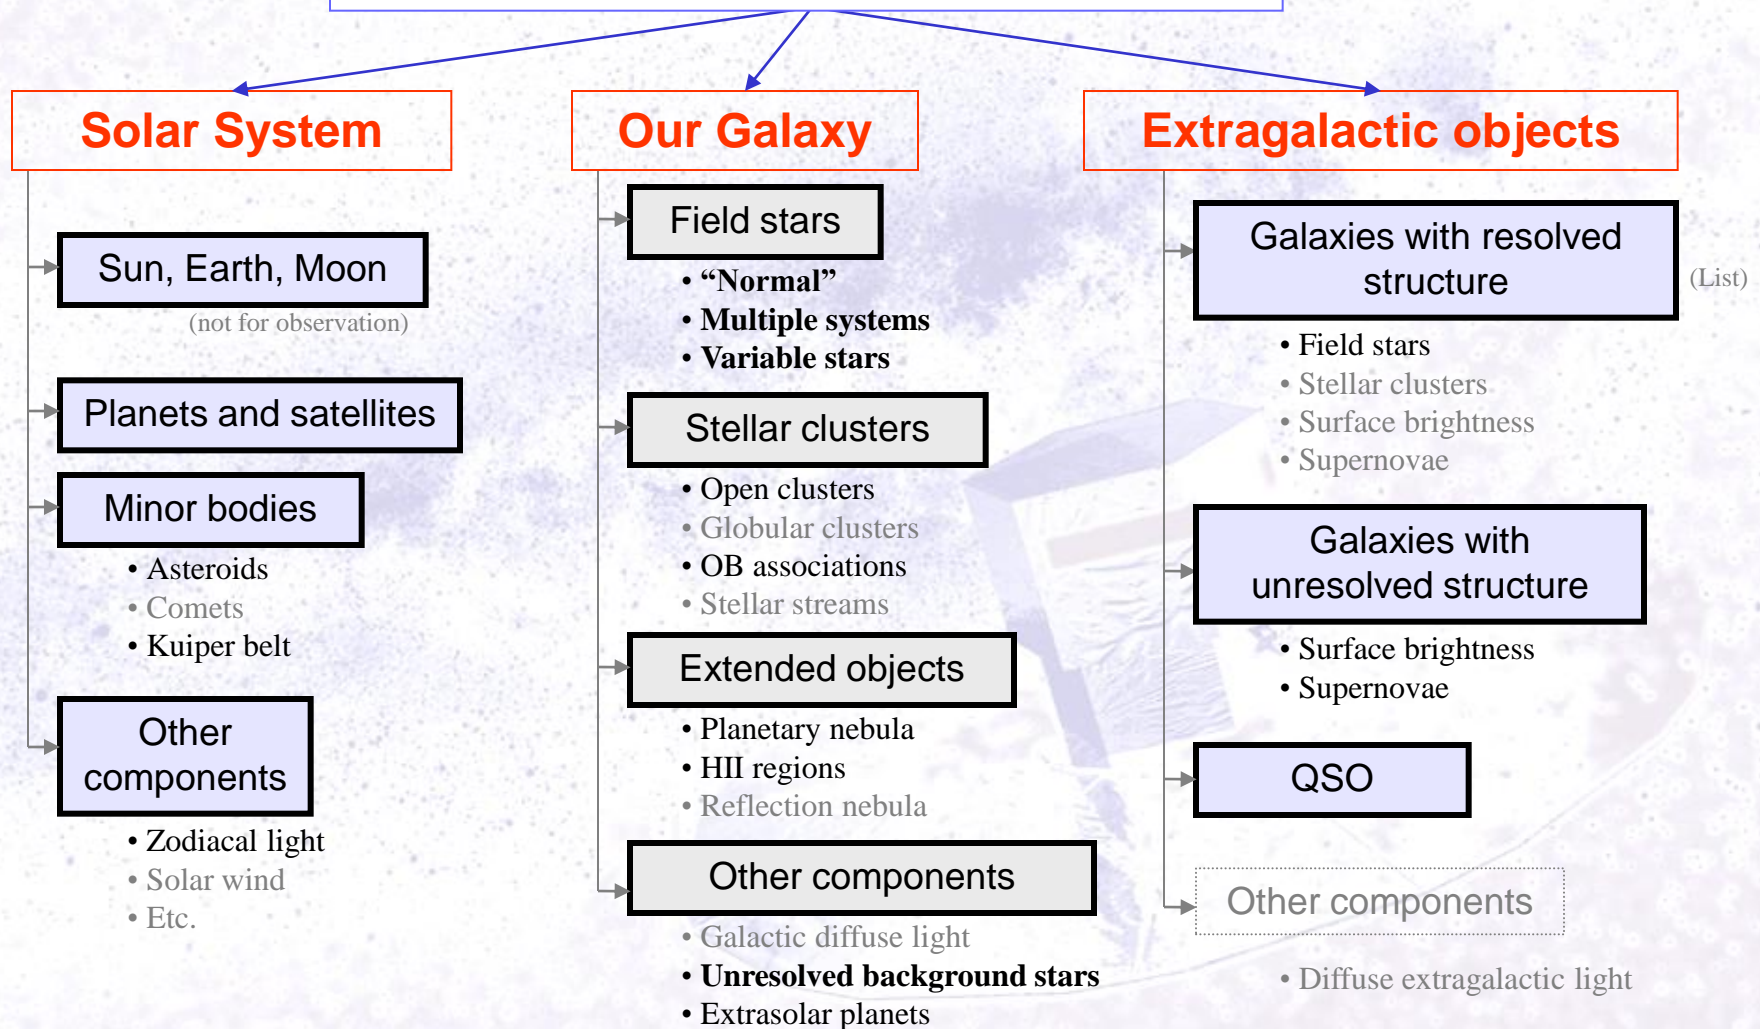 Solar System
Sun, Earth, Moon
(not for observation)
Planets and satellites
Minor bodies
• Asteroids
• Comets
• Kuiper belt
Other
components
• Zodiacal light
• Solar wind
• Etc.
Our Galaxy
Field stars
• “Normal”
• Multiple systems
• Variable stars
Stellar clusters
• Open clusters
• Globular clusters
• OB associations
• Stellar streams
Extended objects
• Planetary nebula
• HII regions
• Reflection nebula
Other components
• Galactic diffuse light
• Unresolved background stars
• Extrasolar planets
Extragalactic objects
Galaxies with resolved
structure
(List)
• Field stars
• Stellar clusters
• Surface brightness
• Supernovae
Galaxies with
unresolved structure
• Surface brightness
• Supernovae
QSO
Other components
• Diffuse extragalactic light